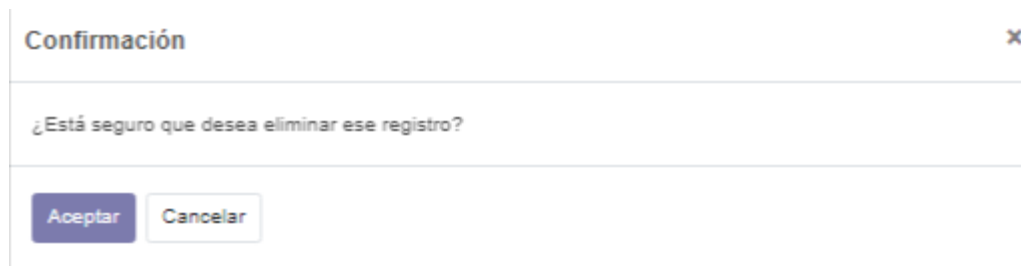 Confirmación
¿Está seguro que desea eliminar ese registro?
Aceptar Cancelar